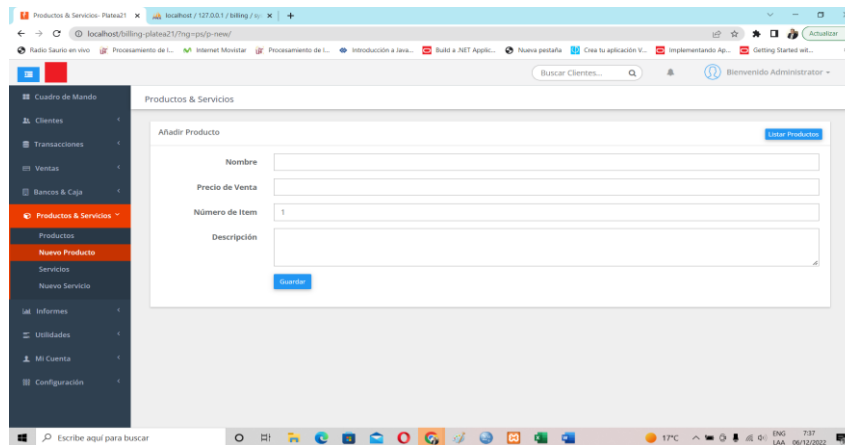 Productos & Servicios- Platea21
localhost / 127.0.0.1 / billing /
localhost/billing-platea21/?ng=ps/p-new/
Actualizar
Radio Saurio en vivo Procesamiento de l... Internet Movistar Procesamiento de l... Introducción a Java... Build a .NET Applic... Nueva pestaña Crea tu aplicación V... Implementando Ap... Getting Started wit...
Buscar Clientes... Bienvenido Administrator
Cuadro de Mando
Clientes
Transacciones
Ventas
Bancos & Caja
Productos & Servicios
Productos
Nuevo Producto
Servicios
Nuevo Servicio
Informes
Utilidades
Mi Cuenta
Configuración
Productos & Servicios
Añadir Producto
Listar Productos
Nombre
Precio de Venta
Número de Item 1
Descripción
Guardar
Escribe aquí para buscar
17°C
ENG
LAA
7:37
08/12/2022